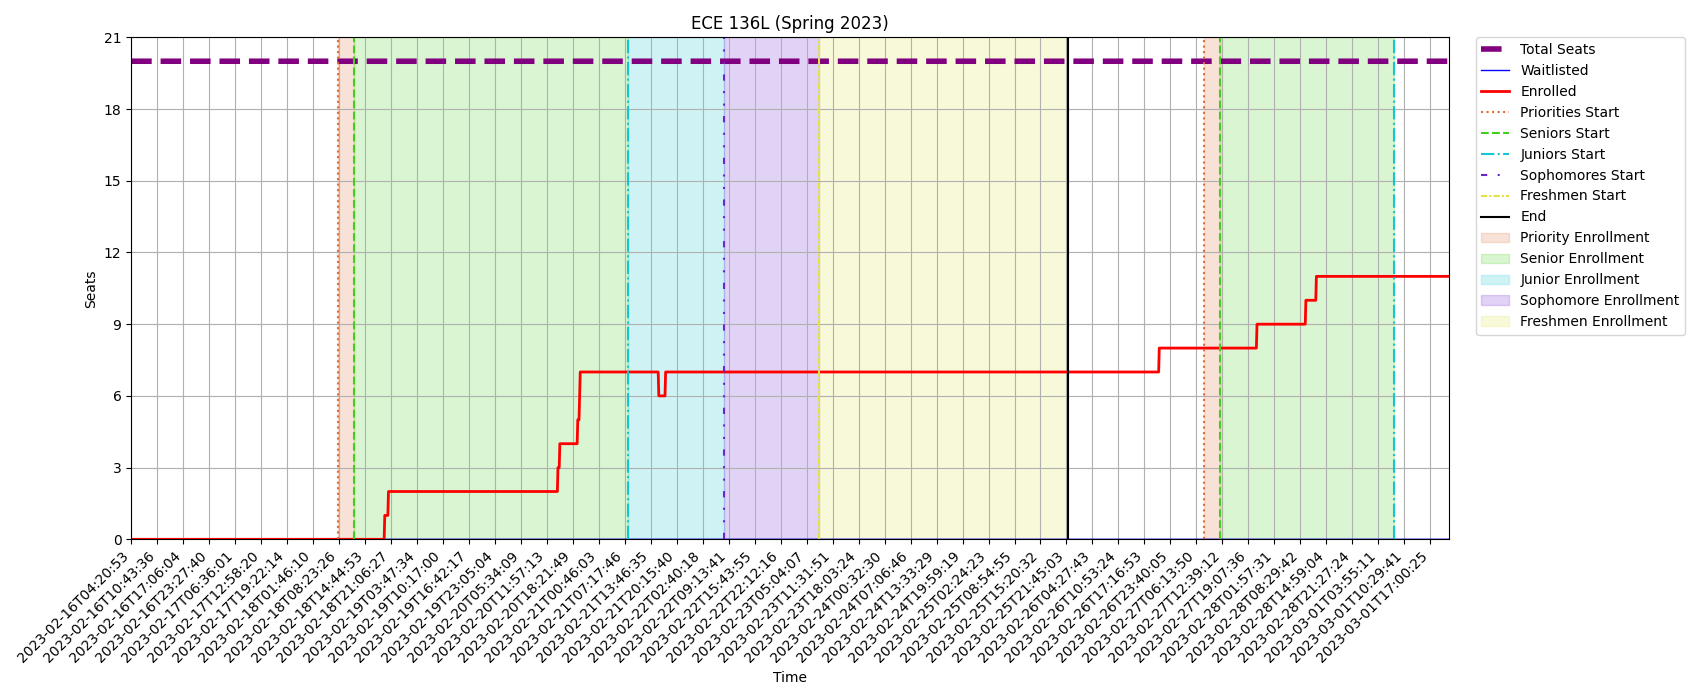 ECE 136L (Spring 2023)
21
18
15
12
9
6
3
0
Seats
2023-02-16T04:20:53
2023-02-16T10:43:36
2023-02-16T17:06:04
2023-02-16T23:27:40
2023-02-17T06:36:01
2023-02-17T12:58:20
2023-02-17T19:22:14
2023-02-18T01:46:10
2023-02-18T08:23:26
2023-02-18T14:44:53
2023-02-18T21:06:27
2023-02-19T03:47:34
2023-02-19T10:17:00
2023-02-19T16:42:17
2023-02-19T23:05:04
2023-02-20T05:34:09
2023-02-20T11:57:13
2023-02-20T18:21:49
2023-02-21T00:46:03
2023-02-21T07:17:46
2023-02-21T13:46:35
2023-02-21T20:15:40
2023-02-22T02:40:18
2023-02-22T09:13:41
2023-02-22T15:43:55
2023-02-22T22:12:16
2023-02-23T05:04:07
2023-02-23T11:31:51
2023-02-23T18:03:24
2023-02-24T00:32:30
2023-02-24T07:06:46
2023-02-24T13:33:29
2023-02-24T19:59:19
2023-02-25T02:24:23
2023-02-25T08:54:55
2023-02-25T15:20:32
2023-02-25T21:45:03
2023-02-26T04:27:43
2023-02-26T10:53:24
2023-02-26T17:16:53
2023-02-26T23:40:05
2023-02-27T06:13:50
2023-02-27T12:39:12
2023-02-27T19:07:36
2023-02-28T01:57:31
2023-02-28T08:29:42
2023-02-28T14:59:04
2023-02-28T21:27:24
2023-03-01T03:55:11
2023-03-01T10:29:41
2023-03-01T17:00:25
Time
Total Seats
Waitlisted
Enrolled
Priorities Start
Seniors Start
Juniors Start
Sophomores Start
Freshmen Start
End
Priority Enrollment
Senior Enrollment
Junior Enrollment
Sophomore Enrollment
Freshmen Enrollment